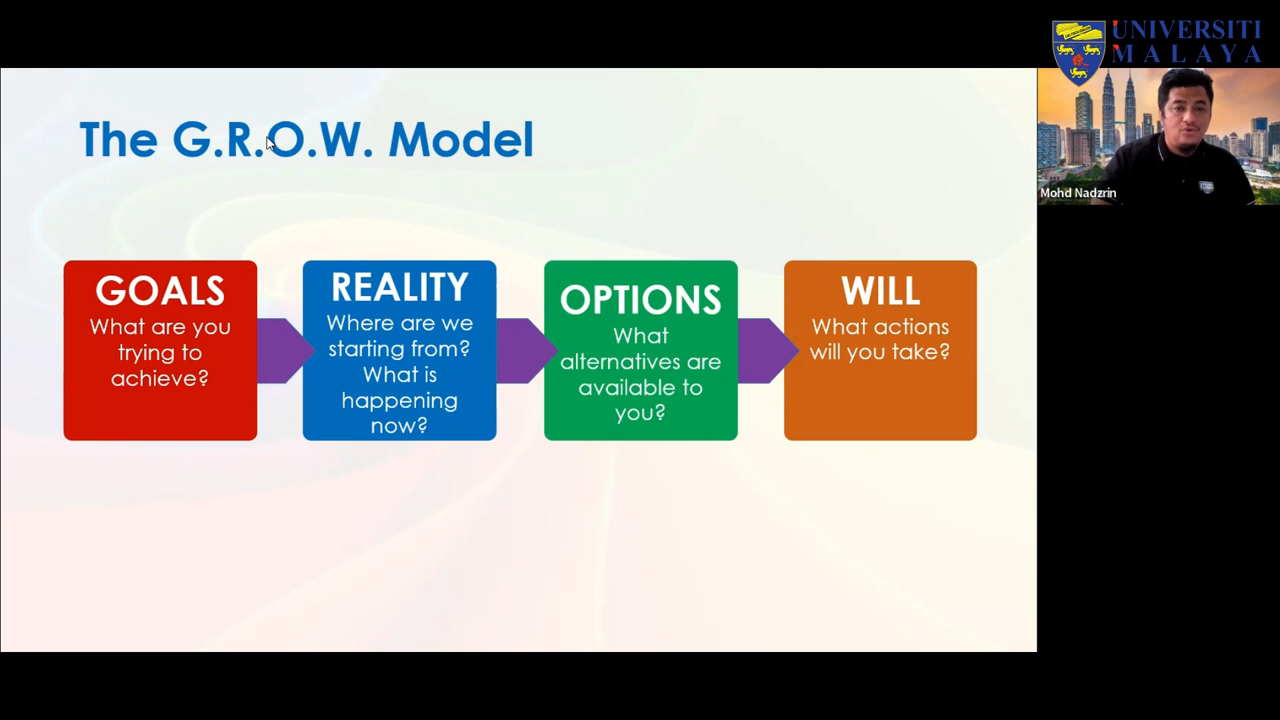 UNIVERSITI
MALAYA
The G.R.O.W. Model
Mohd Nadzrin
GOALS
What are you
trying to
achieve?
REALITY
Where are we
starting from?
What is
happening
now?
OPTIONS
What
alternatives are
available to
you?
WILL
What actions
will you take?